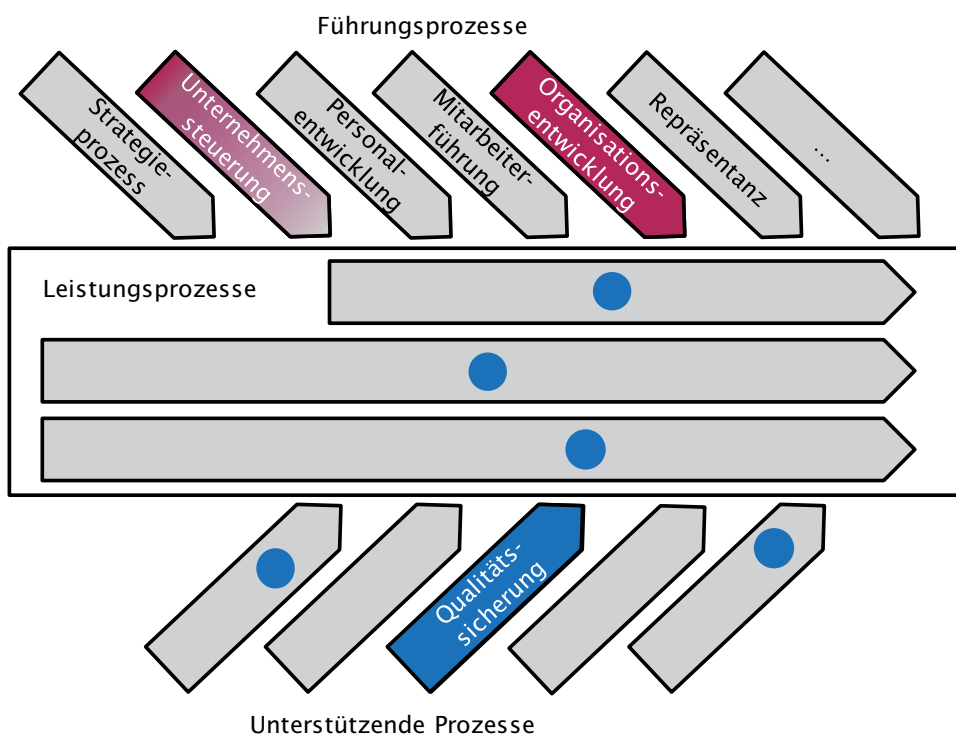 Führungsprozesse
Strategie-
prozess
Unternehmens-
steuerung
Personal-
entwicklung
Mitarbeiter-
führung
Organisations-
entwicklung
Repräsentanz
...
Leistungsprozesse
Qualitäts-
sicherung
Unterstützende Prozesse